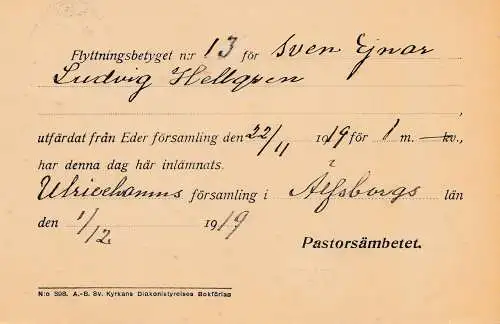 Flyttningsbetyget n:r 13 för Sven Ejnar
Ludvig Hellgren
utfärdat från Eder församling den 22/11 1919 för 1 m. kv.,
har denna dag här inlämnats.
Ulricehamns församling i Älfsborgs län
den 1/12. 1919
Pastorsämbetet.
N:o 598. A.-B. Sv. Kyrkans Diakonistyrelses Bokförlag